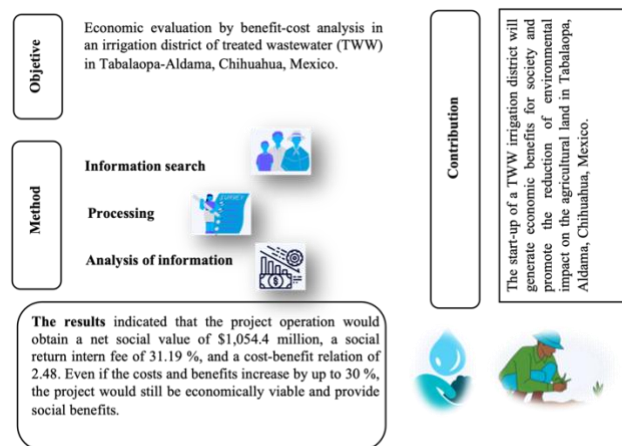 Objetive
Economic evaluation by benefit-cost analysis in
an irrigation district of treated wastewater (TWW)
in Tabalaopa-Aldama, Chihuahua, Mexico.
Method
Information search
Processing
Analysis of information
The results indicated that the project operation would
obtain a net social value of $1,054.4 million, a social
return intern fee of 31.19 %, and a cost-benefit relation of
2.48. Even if the costs and benefits increase by up to 30 %,
the project would still be economically viable and provide
social benefits.
Contribution
The start-up of a TWW irrigation district will
generate economic benefits for society and
promote the reduction of environmental
impact on the agricultural land in Tabalaopa,
Aldama, Chihuahua, Mexico.